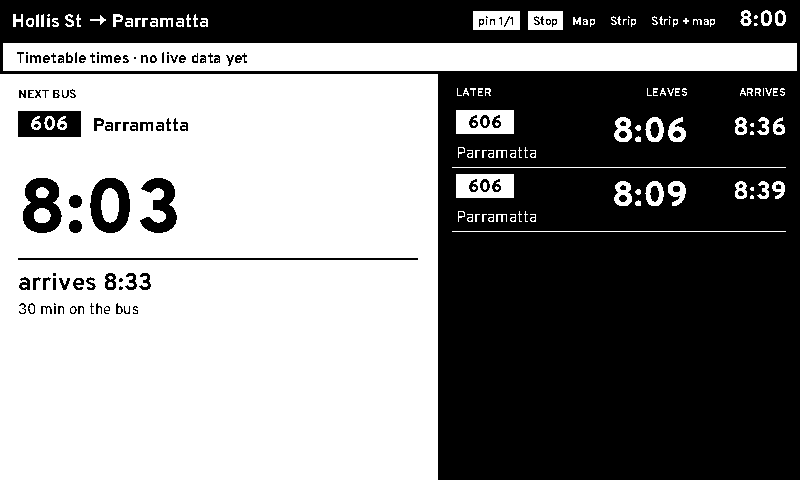 Hollis St → Parramatta
pin 1/1 Stop Map Strip Strip + map 8:00
Timetable times · no live data yet
NEXT BUS
606 Parramatta
8:03
arrives 8:33
30 min on the bus
LATER LEAVES ARRIVES
606 8:06 8:36
Parramatta
606 8:09 8:39
Parramatta